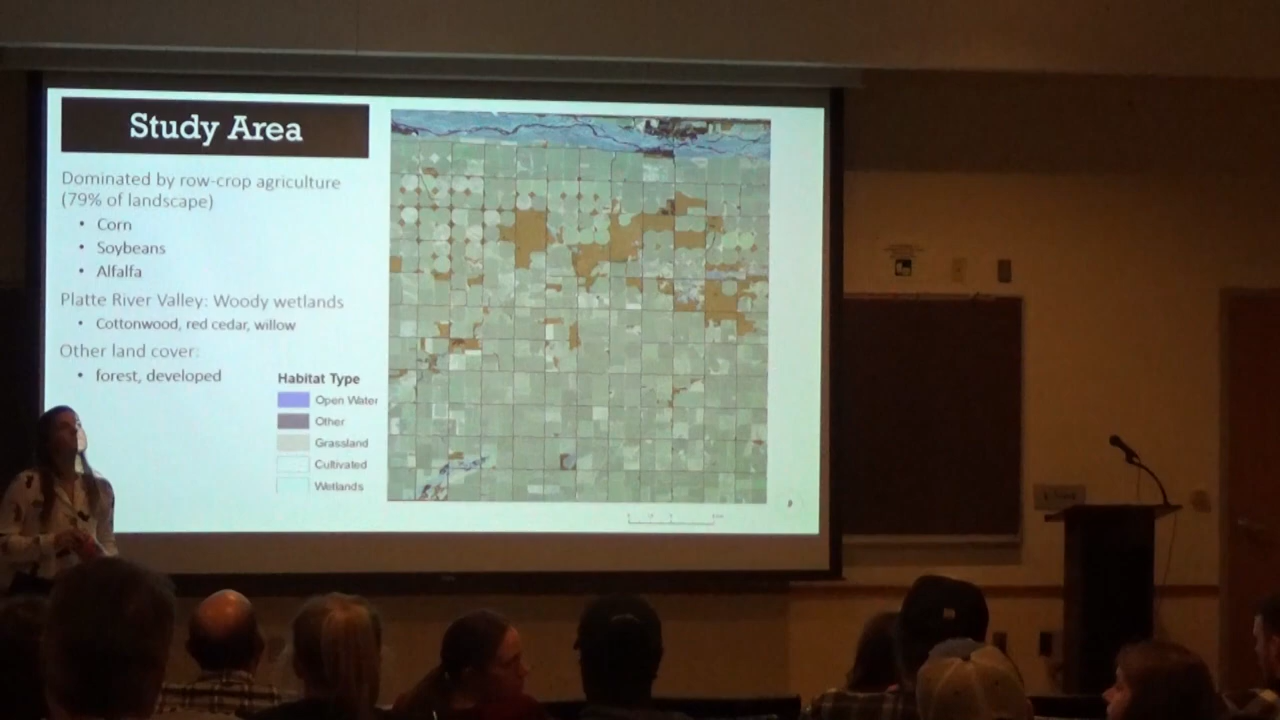 Study Area
Dominated by row-crop agriculture
(79% of landscape)
• Corn
• Soybeans
• Alfalfa
Platte River Valley: Woody wetlands
• Cottonwood, red cedar, willow
Other land cover:
• forest, developed
Habitat Type
Open Water
Other
Grassland
Cultivated
Wetlands